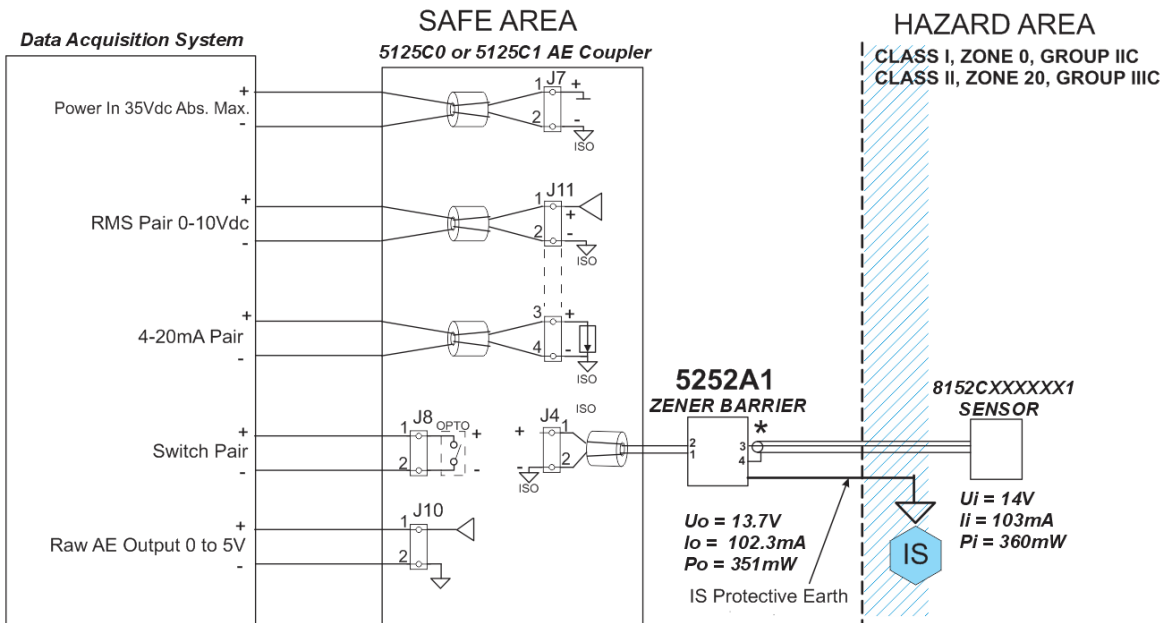 SAFE AREA
HAZARD AREA
Data Acquisition System
5125C0 or 5125C1 AE Coupler
CLASS I, ZONE 0, GROUP IIC
CLASS II, ZONE 20, GROUP IIIC
Power In 35Vdc Abs. Max.
+
-
J7
1
+
2
-
ISO
RMS Pair 0-10Vdc
+
-
J11
1
+
2
-
ISO
4-20mA Pair
+
-
3
+
4
-
ISO
5252A1
ZENER BARRIER
8152CXXXXXX1
SENSOR
Switch Pair
+
-
J8
1
2
OPTO
+
-
ISO
J4
+
1
-
2
ISO
2
1
*
3
4
Uo = 13.7V
Io = 102.3mA
Po = 351mW
IS Protective Earth
IS
Ui = 14V
Ii = 103mA
Pi = 360mW
Raw AE Output 0 to 5V
+
-
J10
1
2